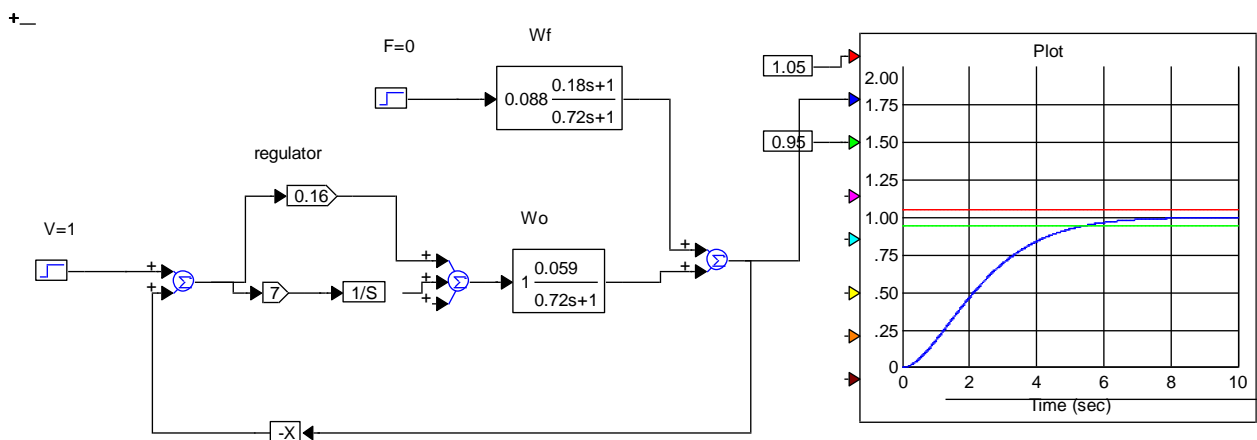 +_
F=0
Wf
0.088 0.18s+1
0.72s+1
regulator
0.16
V=1
+
+
Σ
7
1/S
+
+
+
Σ
Wo
1 0.059
0.72s+1
+
+
Σ
-X
1.05
0.95
Plot
2.00
1.75
1.50
1.25
1.00
.75
.50
.25
0
0 2 4 6 8 10
Time (sec)